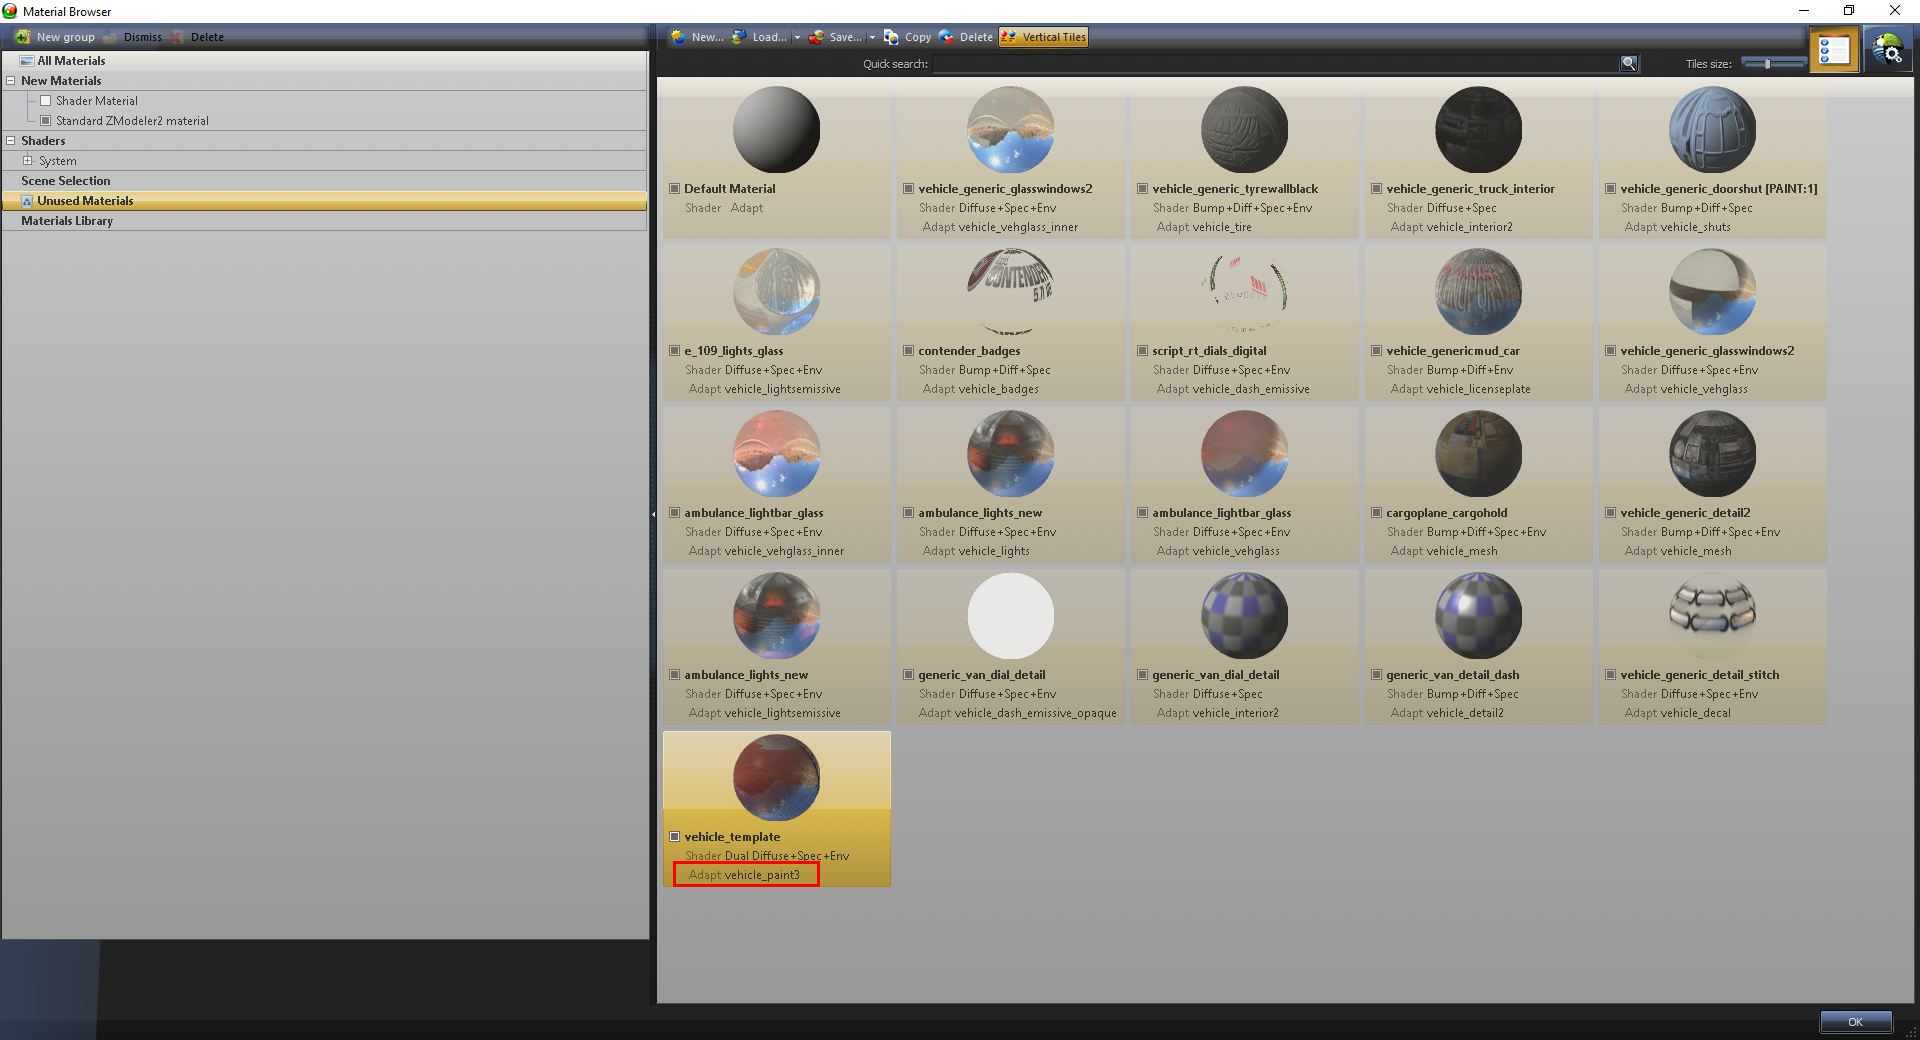 Material Browser
New group Dismiss Delete
All Materials
New Materials
Shader Material
Standard ZModeler2 material
Shaders
System
Scene Selection
Unused Materials
Materials Library
New... Load... Save... Copy Delete Vertical Tiles
Quick search: Tiles size:
Default Material
Shader Adapt
vehicle_generic_glasswindows2
Shader Diffuse+Spec+Env
Adapt vehicle_vehglass_inner
vehicle_generic_tyrewallblack
Shader Bump+Diff+Spec+Env
Adapt vehicle_tire
vehicle_generic_truck_interior
Shader Diffuse+Spec
Adapt vehicle_interior2
vehicle_generic_doorshut [PAINT:1]
Shader Bump+Diff+Spec
Adapt vehicle_shuts
e_109_lights_glass
Shader Diffuse+Spec+Env
Adapt vehicle_lightsemissive
CONTENDER
contender_badges
Shader Bump+Diff+Spec
Adapt vehicle_badges
script_rt_dials_digital
Shader Diffuse+Spec+Env
Adapt vehicle_dash_emissive
vehicle_genericmud_car
Shader Bump+Diff+Env
Adapt vehicle_licenseplate
vehicle_generic_glasswindows2
Shader Diffuse+Spec+Env
Adapt vehicle_vehglass
ambulance_lightbar_glass
Shader Diffuse+Spec+Env
Adapt vehicle_vehglass_inner
ambulance_lights_new
Shader Diffuse+Spec+Env
Adapt vehicle_lights
ambulance_lightbar_glass
Shader Diffuse+Spec+Env
Adapt vehicle_vehglass
cargoplane_cargohold
Shader Bump+Diff+Spec+Env
Adapt vehicle_mesh
vehicle_generic_detail2
Shader Bump+Diff+Spec+Env
Adapt vehicle_mesh
ambulance_lights_new
Shader Diffuse+Spec+Env
Adapt vehicle_lightsemissive
generic_van_dial_detail
Shader Diffuse+Spec+Env
Adapt vehicle_dash_emissive_opaque
generic_van_dial_detail
Shader Diffuse+Spec
Adapt vehicle_interior2
generic_van_detail_dash
Shader Bump+Diff+Spec
Adapt vehicle_detail2
vehicle_generic_detail_stitch
Shader Diffuse+Spec+Env
Adapt vehicle_decal
vehicle_template
Shader Dual Diffuse+Spec+Env
Adapt vehicle_paint3
OK